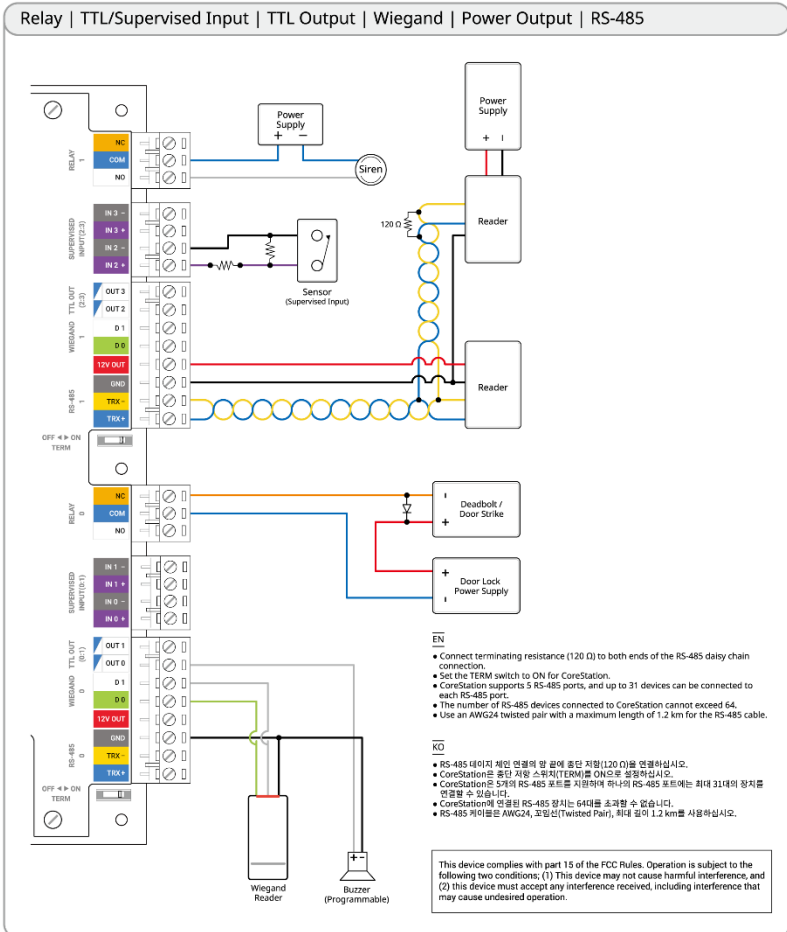 Relay | TTL/Supervised Input | TTL Output | Wiegand | Power Output | RS-485
RELAY
1
NC
COM
NO
Power
Supply
+ −
Siren
SUPERVISED
INPUT(2:3)
IN 3 −
IN 3 +
IN 2 −
IN 2 +
Sensor
(Supervised Input)
TTL OUT
(2:3)
OUT 3
OUT 2
WIEGAND
1
D 1
D 0
12V OUT
GND
RS-485
1
TRX −
TRX +
OFF ◄ ► ON
TERM
Power
Supply
+ −
Reader
120 Ω
Reader
RELAY
0
NC
COM
NO
−
Deadbolt /
Door Strike
+
+
Door Lock
Power Supply
−
SUPERVISED
INPUT(0:1)
IN 1 −
IN 1 +
IN 0 −
IN 0 +
TTL OUT
(0:1)
OUT 1
OUT 0
WIEGAND
0
D 1
D 0
12V OUT
GND
RS-485
0
TRX −
TRX +
OFF ◄ ► ON
TERM
Wiegand
Reader
+ −
Buzzer
(Programmable)
EN
● Connect terminating resistance (120 Ω) to both ends of the RS-485 daisy chain
connection.
● Set the TERM switch to ON for CoreStation.
● CoreStation supports 5 RS-485 ports, and up to 31 devices can be connected to
each RS-485 port.
● The number of RS-485 devices connected to CoreStation cannot exceed 64.
● Use an AWG24 twisted pair with a maximum length of 1.2 km for the RS-485 cable.
KO
● RS-485 데이지 체인 연결의 양 끝에 종단 저항(120 Ω)을 연결하십시오.
● CoreStation은 종단 저항 스위치(TERM)를 ON으로 설정하십시오.
● CoreStation은 5개의 RS-485 포트를 지원하며 하나의 RS-485 포트에는 최대 31대의 장치를
연결할 수 있습니다.
● CoreStation에 연결된 RS-485 장치는 64대를 초과할 수 없습니다.
● RS-485 케이블은 AWG24, 꼬임선(Twisted Pair), 최대 길이 1.2 km를 사용하십시오.
This device complies with part 15 of the FCC Rules. Operation is subject to the
following two conditions; (1) This device may not cause harmful interference, and
(2) this device must accept any interference received, including interference that
may cause undesired operation.